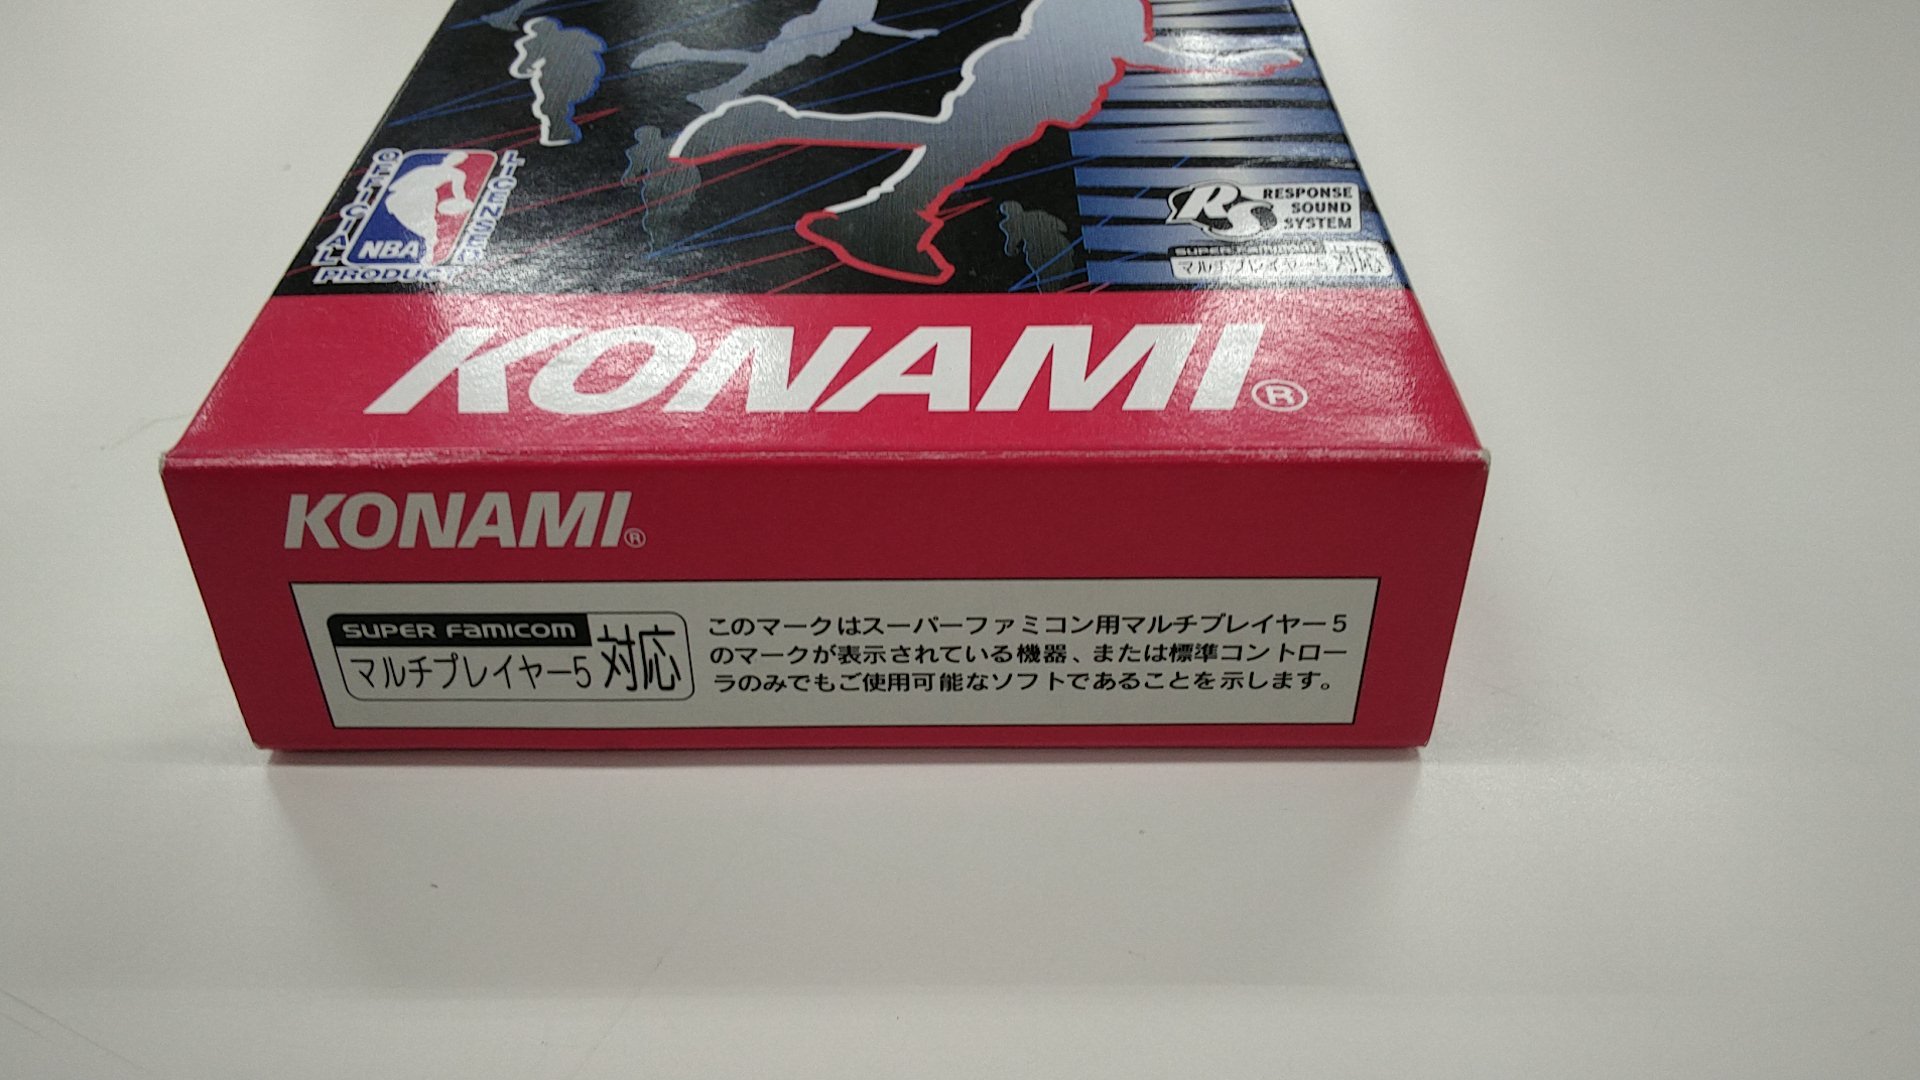 OFFICIAL
LICENSED
NBA
PRODUCT
RS
RESPONSE
SOUND
SYSTEM
SUPER FAMICOM
マルチプレイヤー5 対応
KONAMI®
KONAMI®
SUPER FAMICOM
マルチプレイヤー5 対応
このマークはスーパーファミコン用マルチプレイヤー5
のマークが表示されている機器、または標準コントロー
ラのみでもご使用可能なソフトであることを示します。